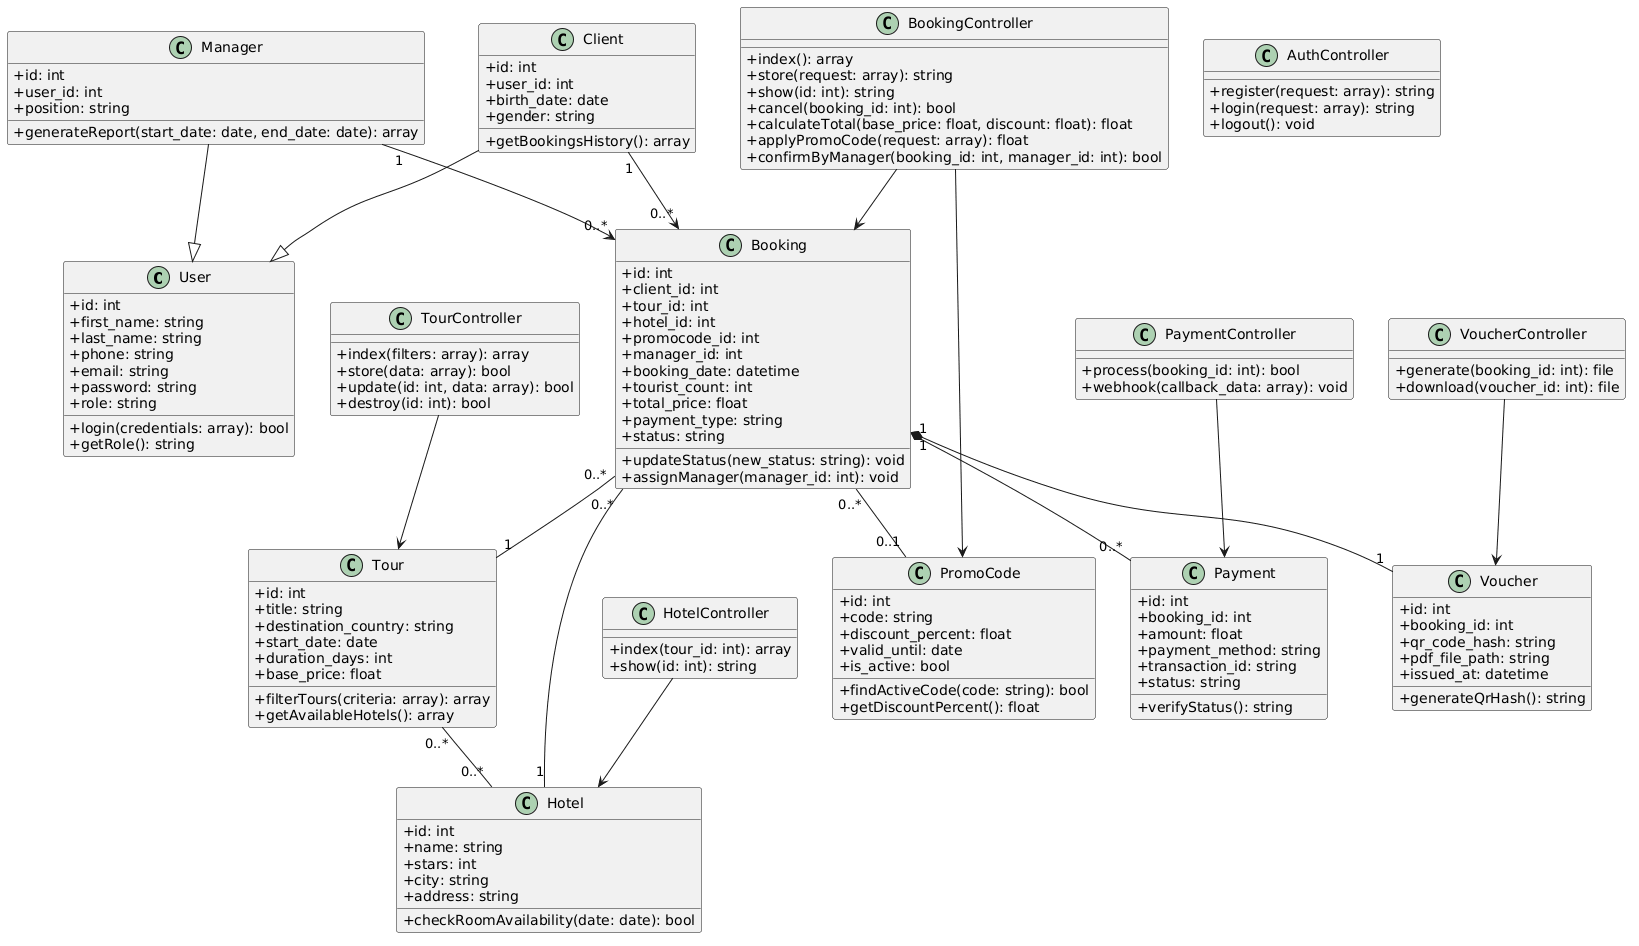 C Manager
+id: int
+user_id: int
+position: string
+generateReport(start_date: date, end_date: date): array
C Client
+id: int
+user_id: int
+birth_date: date
+gender: string
+getBookingsHistory(): array
C BookingController
+index(): array
+store(request: array): string
+show(id: int): string
+cancel(booking_id: int): bool
+calculateTotal(base_price: float, discount: float): float
+applyPromoCode(request: array): float
+confirmByManager(booking_id: int, manager_id: int): bool
C AuthController
+register(request: array): string
+login(request: array): string
+logout(): void
1
1
0..*
0..*
C User
+id: int
+first_name: string
+last_name: string
+phone: string
+email: string
+password: string
+role: string
+login(credentials: array): bool
+getRole(): string
C TourController
+index(filters: array): array
+store(data: array): bool
+update(id: int, data: array): bool
+destroy(id: int): bool
C Booking
+id: int
+client_id: int
+tour_id: int
+hotel_id: int
+promocode_id: int
+manager_id: int
+booking_date: datetime
+tourist_count: int
+total_price: float
+payment_type: string
+status: string
+updateStatus(new_status: string): void
+assignManager(manager_id: int): void
C PaymentController
+process(booking_id: int): bool
+webhook(callback_data: array): void
C VoucherController
+generate(booking_id: int): file
+download(voucher_id: int): file
1
1
0..*
0..*
0..*
1
0..1
0..*
1
C Tour
+id: int
+title: string
+destination_country: string
+start_date: date
+duration_days: int
+base_price: float
+filterTours(criteria: array): array
+getAvailableHotels(): array
C HotelController
+index(tour_id: int): array
+show(id: int): string
C PromoCode
+id: int
+code: string
+discount_percent: float
+valid_until: date
+is_active: bool
+findActiveCode(code: string): bool
+getDiscountPercent(): float
C Payment
+id: int
+booking_id: int
+amount: float
+payment_method: string
+transaction_id: string
+status: string
+verifyStatus(): string
C Voucher
+id: int
+booking_id: int
+qr_code_hash: string
+pdf_file_path: string
+issued_at: datetime
+generateQrHash(): string
0..*
0..*
1
C Hotel
+id: int
+name: string
+stars: int
+city: string
+address: string
+checkRoomAvailability(date: date): bool